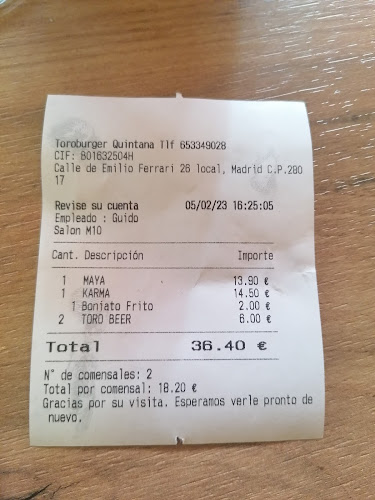 Toroburger Quintana Tlf 653349028
CIF: B01632504H
Calle de Emilio Ferrari 26 local, Madrid C.P.280
17
Revise su cuenta 05/02/23 16:25:05
Empleado : Guido
Salon M10
Cant. Descripción Importe
1 MAYA 13.90 €
1 KARMA 14.50 €
1 Boniato Frito 2.00 €
2 TORO BEER 6.00 €
Total 36.40 €
N° de comensales: 2
Total por comensal: 18.20 €
Gracias por su visita. Esperamos verle pronto de
nuevo.